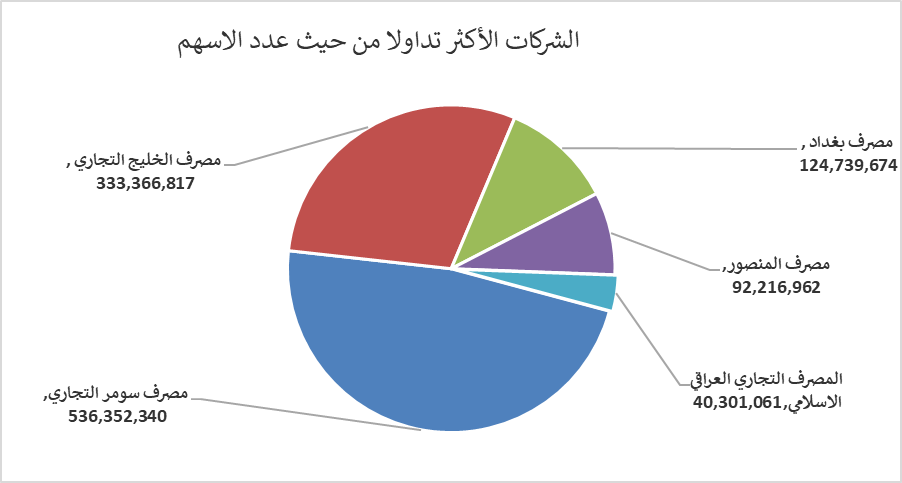 الشركات الأكثر تداولا من حيث عدد الاسهم
مصرف بغداد ,
124,739,674
مصرف الخليج التجاري ,
333,366,817
مصرف المنصور,
92,216,962
المصرف التجاري العراقي
الاسلامي,40,301,061
مصرف سومر التجاري,
536,352,340